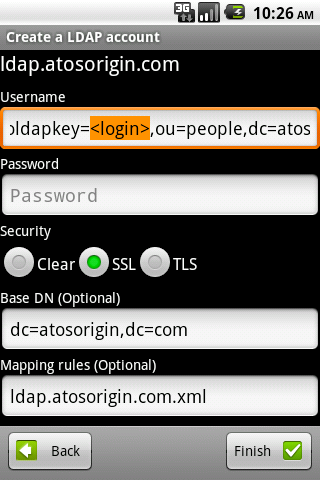 3G
10:26 AM
Create a LDAP account
ldap.atosorigin.com
Username
oldapkey=<login>,ou=people,dc=atos
Password
Password
Security
Clear SSL TLS
Base DN (Optional)
dc=atosorigin,dc=com
Mapping rules (Optional)
ldap.atosorigin.com.xml
Back Finish